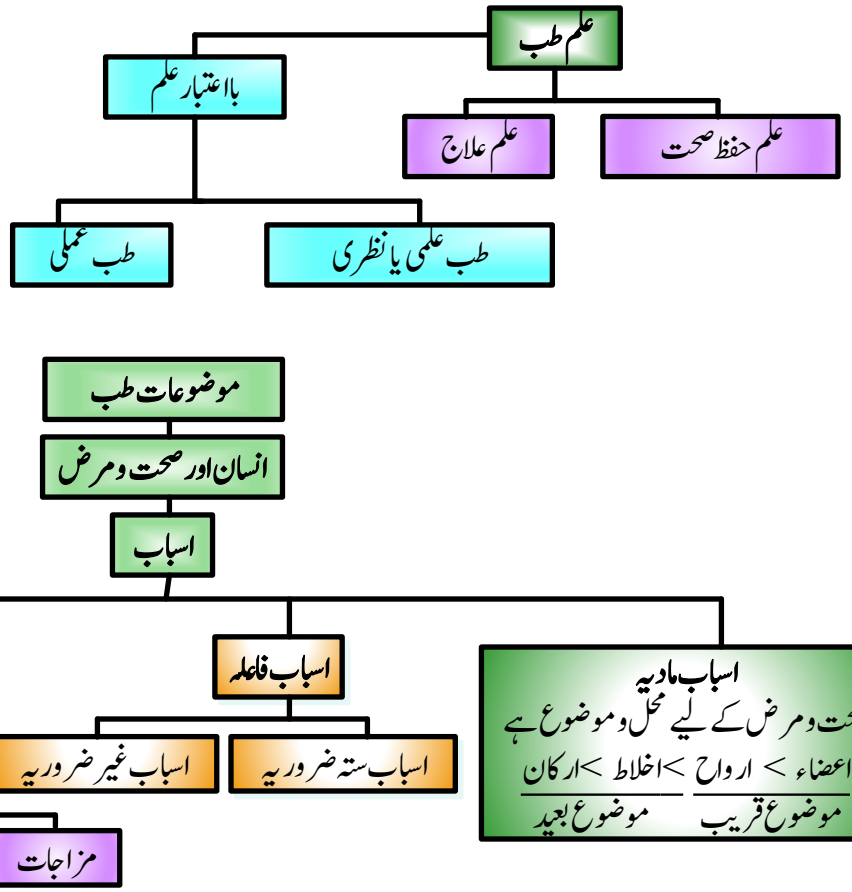 علم طب
بااعتبار علم
علم حفظ صحت
علم علاج
طب علمی یا نظری
طب عملی
موضوعات طب
انسان اور صحت و مرض
اسباب
اسباب مادیہ
و مرض کے لیے محل و موضوع ہے
اعضاء > ارواح >اخلاط >ارکان
موضوع قریب موضوع بعید
اسباب فاعلہ
اسباب ستہ ضروریہ
اسباب غیر ضروریہ
مزاجات